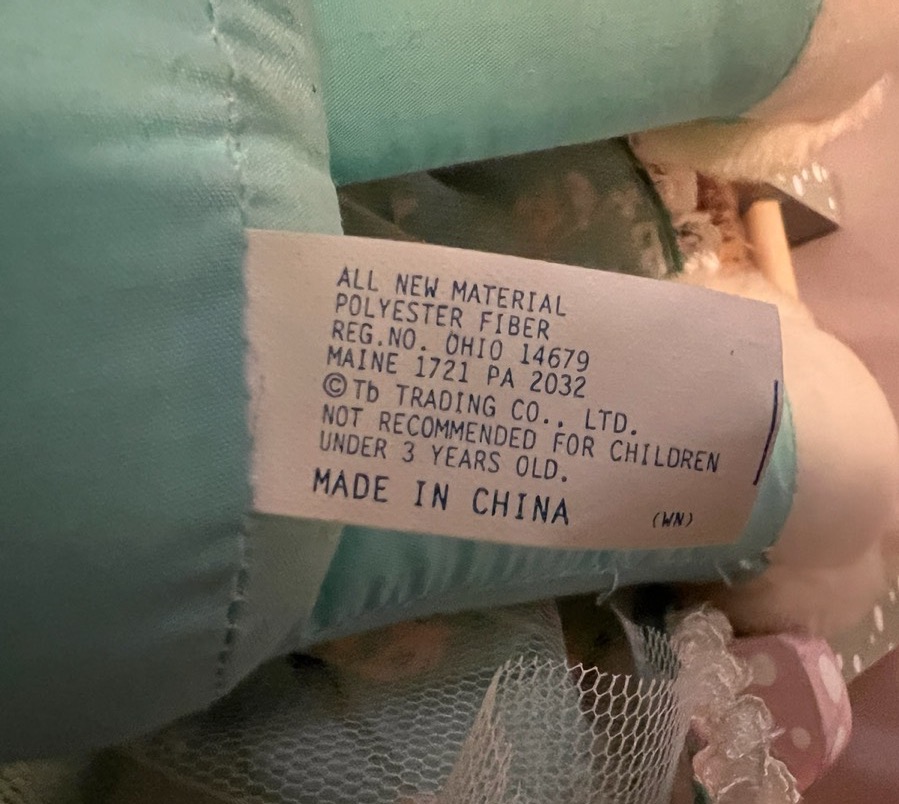 ALL NEW MATERIAL
POLYESTER FIBER
REG.NO. OHIO 14679
MAINE 1721 PA 2032
©Tb TRADING CO., LTD.
NOT RECOMMENDED FOR CHILDREN
UNDER 3 YEARS OLD.
MADE IN CHINA
(WN)